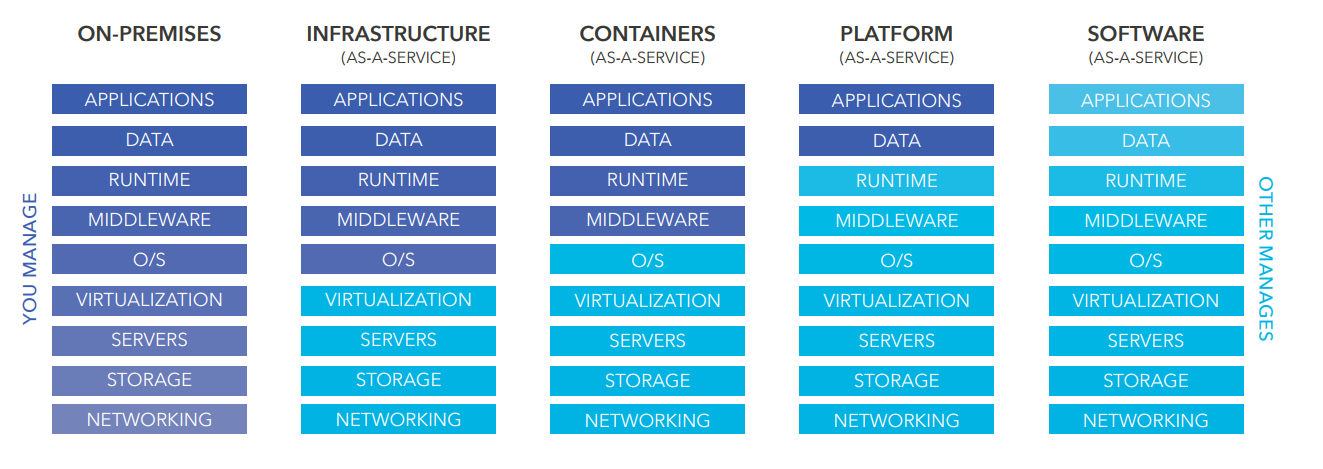 ON-PREMISES
INFRASTRUCTURE
(AS-A-SERVICE)
CONTAINERS
(AS-A-SERVICE)
PLATFORM
(AS-A-SERVICE)
SOFTWARE
(AS-A-SERVICE)
YOU MANAGE
APPLICATIONS
DATA
RUNTIME
MIDDLEWARE
O/S
VIRTUALIZATION
SERVERS
STORAGE
NETWORKING
APPLICATIONS
DATA
RUNTIME
MIDDLEWARE
O/S
VIRTUALIZATION
SERVERS
STORAGE
NETWORKING
APPLICATIONS
DATA
RUNTIME
MIDDLEWARE
O/S
VIRTUALIZATION
SERVERS
STORAGE
NETWORKING
APPLICATIONS
DATA
RUNTIME
MIDDLEWARE
O/S
VIRTUALIZATION
SERVERS
STORAGE
NETWORKING
APPLICATIONS
DATA
RUNTIME
MIDDLEWARE
O/S
VIRTUALIZATION
SERVERS
STORAGE
NETWORKING
OTHER MANAGES